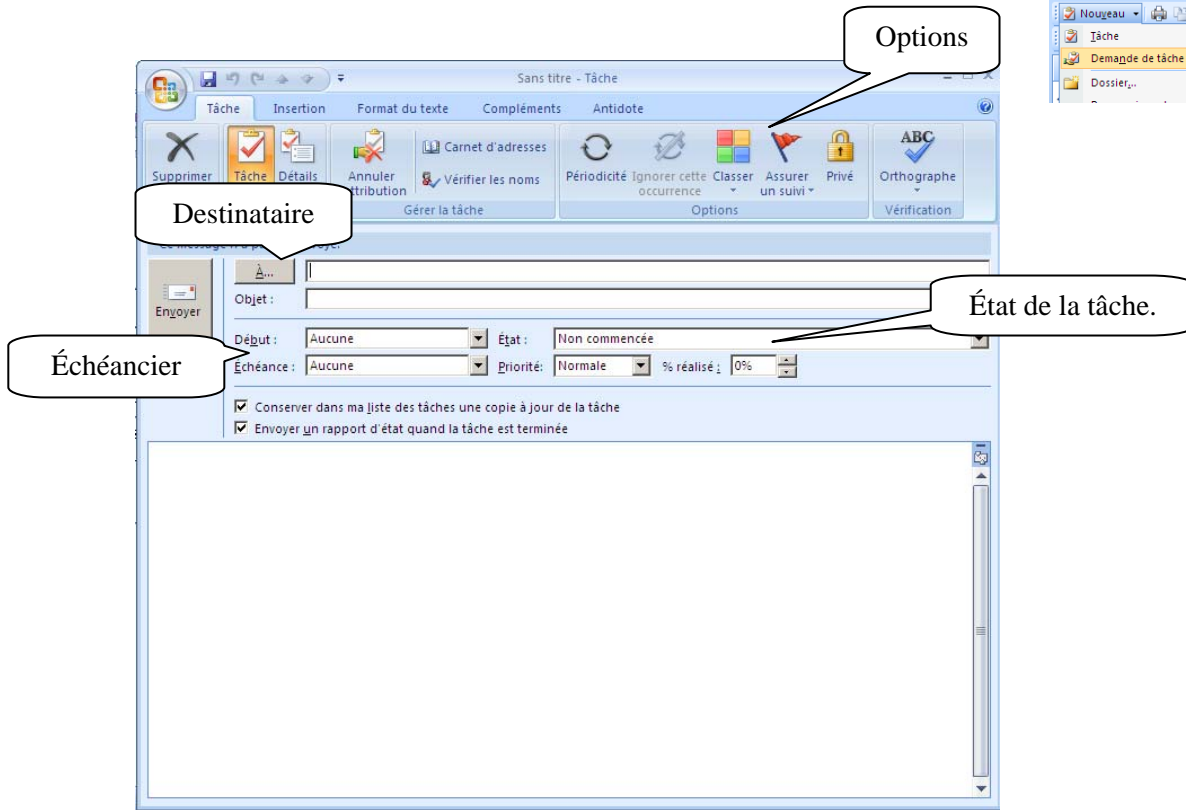 Options
Nouveau
Tâche
Demande de tâche
Dossier...
Sans titre - Tâche
Tâche Insertion Format du texte Compléments Antidote
Supprimer Tâche Détails Annuler Carnet d'adresses Périodicité Ignorer cette Classer Assurer Privé Orthographe
Vérifier les noms occurrence un suivi
Gérer la tâche Options Vérification
Destinataire
À...
Objet :
Envoyer
État de la tâche.
Début : Aucune État : Non commencée
Échéancier
Échéance : Aucune Priorité: Normale % réalisé : 0%
Conserver dans ma liste des tâches une copie à jour de la tâche
Envoyer un rapport d'état quand la tâche est terminée